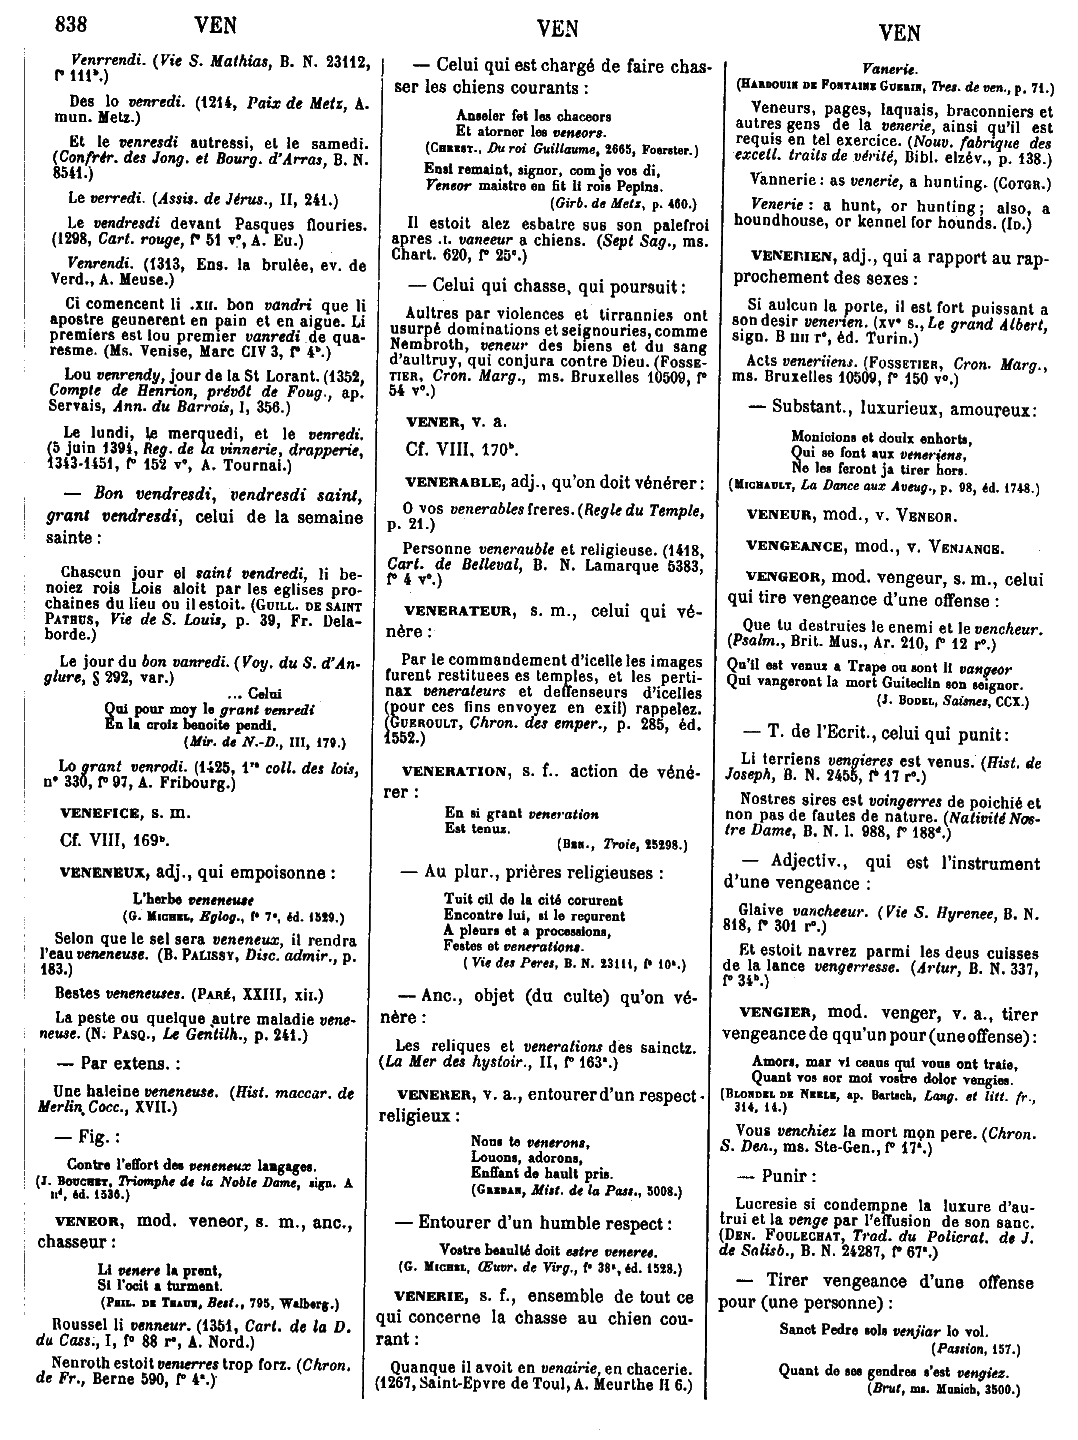 838 VEN VEN VEN
Venrrendi. (Vie S. Mathias, B. N. 23112,
f° 111ᵇ.)
Des lo venredi. (1214, Paix de Metz, A.
mun. Metz.)
Et le venresdi autressi, et le samedi.
(Confrér. des Jong. et Bourg. d'Arras, B. N.
8541.)
Le verredi. (Assis. de Jérus., II, 241.)
Le vendresdi devant Pasques flouries.
(1298, Cart. rouge, f° 51 v°, A. Eu.)
Venrendi. (1313, Ens. la brulée, ev. de
Verd., A. Meuse.)
Ci comencent li .XII. bon vandri que li
apostre geunerent en pain et en aigue. Li
premiers est lou premier vanredi de qua-
resme. (Ms. Venise, Marc CIV 3, f° 4ᵇ.)
Lou venrendy, jour de la St Lorant. (1352,
Compte de Henrion, prévôt de Foug., ap.
Servais, Ann. du Barrois, I, 356.)
Le lundi, le merquedi, et le venredi.
(5 juin 1394, Reg. de la vinnerie, drapperie,
1343-1451, f° 152 v°, A. Tournai.)
— Bon vendresdi, vendresdi saint,
grant vendresdi, celui de la semaine
sainte :
Chascun jour el saint vendredi, li be-
noiez rois Lois aloit par les eglises pro-
chaines du lieu ou il estoit. (GUILL. DE SAINT
PATHUS, Vie de S. Louis, p. 39, Fr. Dela-
borde.)
Le jour du bon vanredi. (Voy. du S. d'An-
glure, § 292, var.)
... Celui
Qui pour moy le grant venredi
En la croiz benoite pendi.
(Mir. de N.-D., III, 179.)
Lo grant venrodi. (1425, 1ʳᵉ coll. des lois,
n° 330, f° 97, A. Fribourg.)
VENEFICE, s. m.
Cf. VIII, 169ᵇ.
VENENEUX, adj., qui empoisonne :
L'herbe veneneuse
(G. MICHEL, Eglog., f° 7ᵃ, éd. 1529.)
Selon que le sel sera veneneux, il rendra
l'eau veneneuse. (B. PALISSY, Disc. admir., p.
183.)
Bestes veneneuses. (PARÉ, XXIII, XII.)
La peste ou quelque autre maladie vene-
neuse. (N. PASQ., Le Gentilh., p. 241.)
— Par extens. :
Une haleine veneneuse. (Hist. maccar. de
Merlin Cocc., XVII.)
— Fig. :
Contre l'effort des veneneux langages.
(J. BOUCHET, Triomphe de la Noble Dame, sign. A
IIᵈ, éd. 1536.)
VENEOR, mod. veneor, s. m., anc.,
chasseur :
Li venere la prent,
Si l'ocit a turment.
(PHIL. DE THAUN, Best., 795, Walberg.)
Roussel li venneur. (1351, Cart. de la D.
du Cass., I, f° 88 r°, A. Nord.)
Nenroth estoit venierres trop forz. (Chron.
de Fr., Berne 590, f° 4ᵃ.)
— Celui qui est chargé de faire chas-
ser les chiens courants :
Anseler fet les chaceors
Et atorner les veneors.
(CHREST., Du roi Guillaume, 2665, Foerster.)
Ensi remaint, signor, com je vos di,
Veneor maistre en fit li rois Pepins.
(Girb. de Metz, p. 460.)
Il estoit alez esbatre sus son palefroi
apres .I. vaneeur a chiens. (Sept Sag., ms.
Chart. 620, f° 25ᶜ.)
— Celui qui chasse, qui poursuit :
Aultres par violences et tirrannies ont
usurpé dominations et seignouries, comme
Nembroth, veneur des biens et du sang
d'aultruy, qui conjura contre Dieu. (FOSSE-
TIER, Cron. Marg., ms. Bruxelles 10509, f°
54 v°.)
VENER, v. a.
Cf. VIII, 170ᵇ.
VENERABLE, adj., qu'on doit vénérer :
O vos venerables freres. (Regle du Temple,
p. 21.)
Personne venerauble et religieuse. (1418,
Cart. de Belleval, B. N. Lamarque 5383,
f° 4 v°.)
VENERATEUR, s. m., celui qui vé-
nère :
Par le commandement d'icelle les images
furent restituees es temples, et les perti-
nax venerateurs et deffenseurs d'icelles
(pour ces fins envoyez en exil) rappelez.
(GUEROULT, Chron. des emper., p. 285, éd.
1552.)
VENERATION, s. f.. action de véné-
rer :
En si grant veneration
Est tenuz.
(BEN., Troie, 25298.)
— Au plur., prières religieuses :
Tuit cil de la cité corurent
Encontre lui, si le reçurent
A pleurs et a processions,
Festes et venerations.
(Vie des Peres, B. N. 23111, f° 10ᵃ.)
— Anc., objet (du culte) qu'on vé-
nère :
Les reliques et venerations des sainctz.
(La Mer des hystoir., II, f° 163ᵃ.)
VENERER, v. a., entourer d'un respect
religieux :
Nous te venerons,
Louons, adorons,
Enffant de hault pris.
(GREBAN, Mist. de la Pass., 5008.)
— Entourer d'un humble respect :
Vostre beaulté doit estre veneree.
(G. MICHEL, Œuvr. de Virg., f° 38ᵃ, éd. 1528.)
VENERIE, s. f., ensemble de tout ce
qui concerne la chasse au chien cou-
rant :
Quanque il avoit en venairie, en chacerie.
(1267, Saint-Epvre de Toul, A. Meurthe H 6.)
Vanerie.
(HARDOUIN DE FONTAINE GUERIN, Tres. de ven., p. 71.)
Veneurs, pages, laquais, braconniers et
autres gens de la venerie, ainsi qu'il est
requis en tel exercice. (Nouv. fabrique des
excell. traits de vérité, Bibl. elzév., p. 138.)
Vannerie : as venerie, a hunting. (COTGR.)
Venerie : a hunt, or hunting; also, a
houndhouse, or kennel for hounds. (ID.)
VENERIEN, adj., qui a rapport au rap-
prochement des sexes :
Si aulcun la porte, il est fort puissant a
son desir venerien. (XVᵉ s., Le grand Albert,
sign. B IIII r°, éd. Turin.)
Acts veneriiens. (FOSSETIER, Cron. Marg.,
ms. Bruxelles 10509, f° 150 v°.)
— Substant., luxurieux, amoureux :
Monicions et doulx enhorts,
Qui se font aux veneriens,
Ne les feront ja tirer hors.
(MICHAULT, La Dance aux Aveug., p. 98, éd. 1748.)
VENEUR, mod., v. VENEOR.
VENGEANCE, mod., v. VENJANCE.
VENGEOR, mod. vengeur, s. m., celui
qui tire vengeance d'une offense :
Que tu destruies le enemi et le vencheur.
(Psalm., Brit. Mus., Ar. 210, f° 12 r°.)
Qu'il est venuz a Trape ou sont li vangeor
Qui vangeront la mort Guiteclin son seignor.
(J. BODEL, Saisnes, CCX.)
— T. de l'Ecrit., celui qui punit :
Li terriens vengieres est venus. (Hist. de
Joseph, B. N. 2455, f° 17 r°.)
Nostres sires est voingerres de poichié et
non pas de fautes de nature. (Nativité Nos-
tre Dame, B. N. l. 988, f° 188ᵈ.)
— Adjectiv., qui est l'instrument
d'une vengeance :
Glaive vancheeur. (Vie S. Hyrenee, B. N.
818, f° 301 r°.)
Et estoit navrez parmi les deus cuisses
de la lance vengerresse. (Artur, B. N. 337,
f° 34ᵇ.)
VENGIER, mod. venger, v. a., tirer
vengeance de qqu'un pour (une offense) :
Amors, mar vi ceaus qui vous ont traie,
Quant vos sor moi vostre dolor vengies.
(BLONDEL DE NEELE, ap. Bartsch, Lang. et litt. fr.,
314, 14.)
Vous venchiez la mort mon pere. (Chron.
S. Den., ms. Ste-Gen., f° 17ᵃ.)
— Punir :
Lucresie si condempne la luxure d'au-
trui et la venge par l'effusion de son sanc.
(DEN. FOULECHAT, Trad. du Policrat. de J.
de Salisb., B. N. 24287, f° 67ᵃ.)
— Tirer vengeance d'une offense
pour (une personne) :
Sanct Pedre sols venjiar lo vol.
(Passion, 157.)
Quant de ses gendres s'est vengiez.
(Brut, ms. Munich, 3500.)